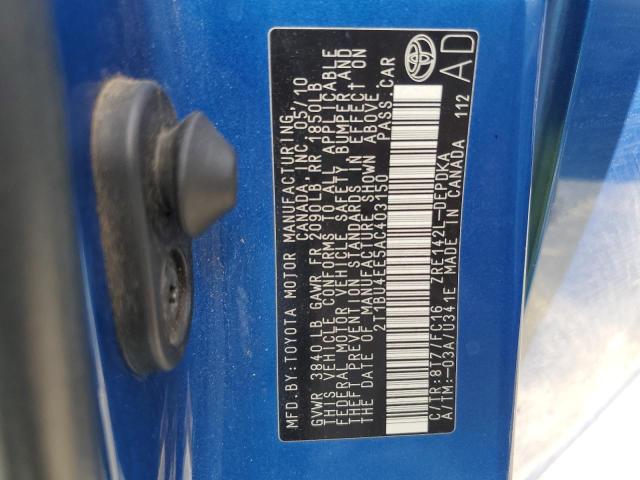 MFD.BY: TOYOTA MOTOR MANUFACTURING
CANADA, INC. 05/10
GVWR 3840LB GAWR FR 2090LB RR 1850LB
THIS VEHICLE CONFORMS TO ALL APPLICABLE
FEDERAL MOTOR VEHICLE SAFETY, BUMPER, AND
THEFT PREVENTION STANDARDS IN EFFECT ON
THE DATE OF MANUFACTURE SHOWN ABOVE.
2T1BU4EE5AC403150 PASS.CAR
C/TR: 8T7/FC16 ZRE142L-DEPDKA
A/TM:-03A/U341E MADE IN CANADA 112
AD